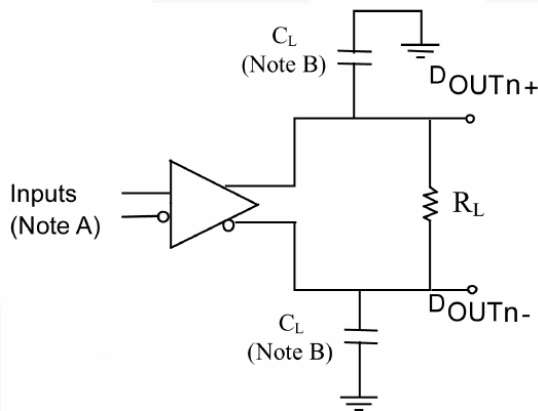 C_L
(Note B)
D_OUTn+
Inputs
(Note A)
R_L
D_OUTn-
C_L
(Note B)